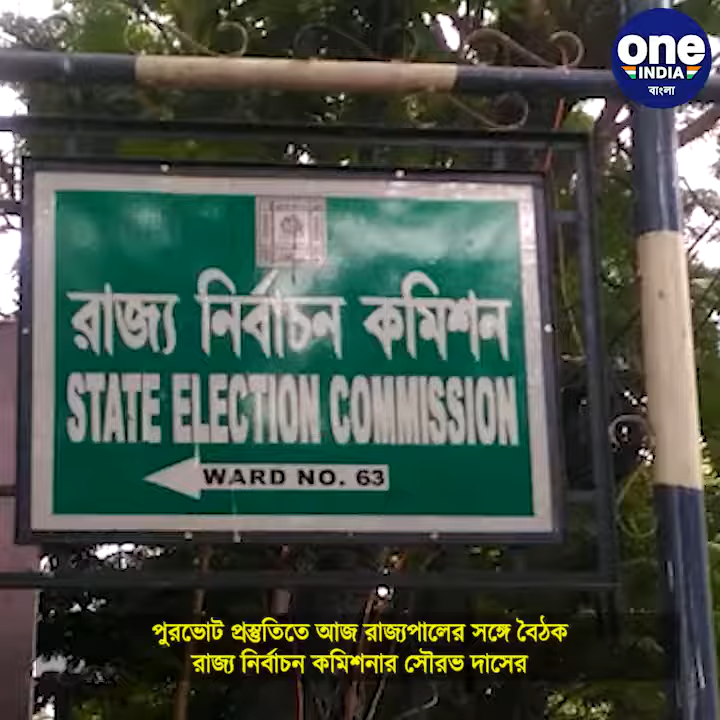 one
INDIA
বাংলা
রাজ্য নির্বাচন কমিশন
STATE ELECTION COMMISSION
WARD NO. 63
পুরভোট প্রস্তুতিতে আজ রাজ্যপালের সঙ্গে বৈঠক
রাজ্য নির্বাচন কমিশনার সৌরভ দাসের